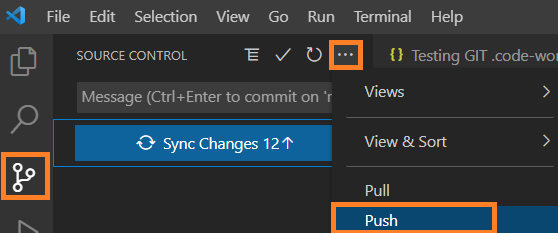 File Edit Selection View Go Run Terminal Help
SOURCE CONTROL
{} Testing GIT .code-wor
Message (Ctrl+Enter to commit on 'r
Views
Sync Changes 12↑
View & Sort
Pull
Push